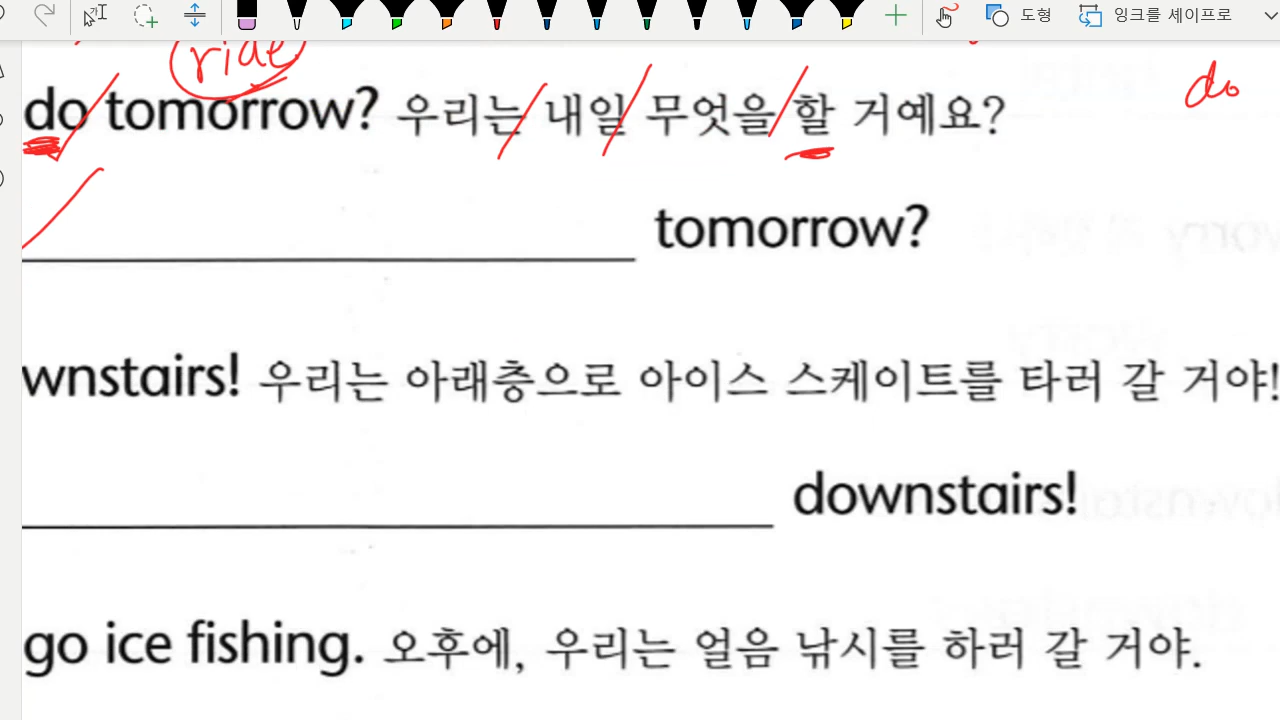 도형 잉크를 셰이프로
ride
do tomorrow? 우리는 내일 무엇을 할 거예요? do
tomorrow?
wnstairs! 우리는 아래층으로 아이스 스케이트를 타러 갈 거야!
downstairs!
go ice fishing. 오후에, 우리는 얼음 낚시를 하러 갈 거야.